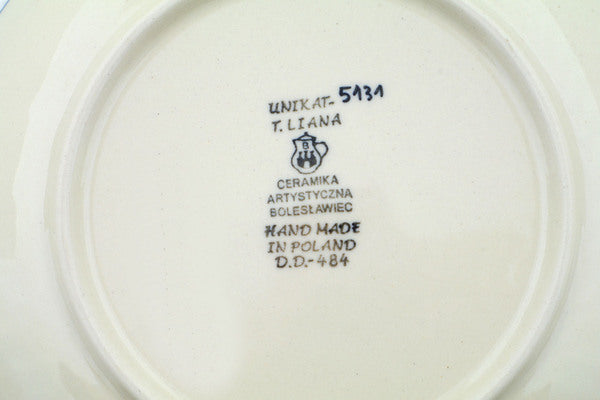 UNIKAT-5131
T. LIANA
B
CERAMIKA
ARTYSTYCZNA
BOLESŁAWIEC
HAND MADE
IN POLAND
D.D.-484